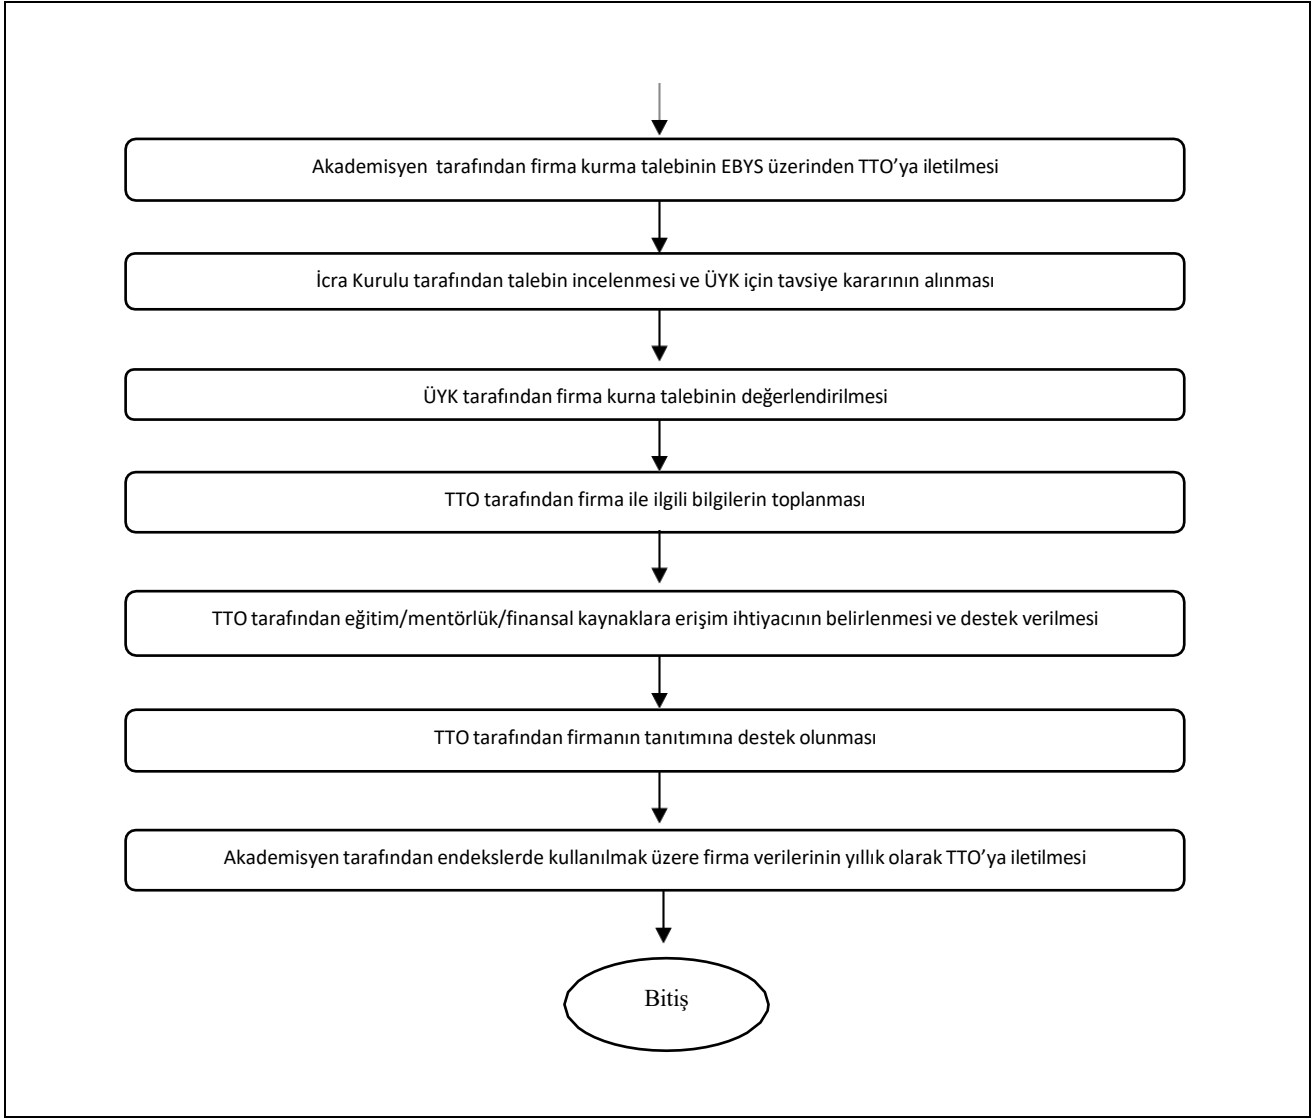 Akademisyen tarafından firma kurma talebinin EBYS üzerinden TTO’ya iletilmesi
İcra Kurulu tarafından talebin incelenmesi ve ÜYK için tavsiye kararının alınması
ÜYK tarafından firma kurna talebinin değerlendirilmesi
TTO tarafından firma ile ilgili bilgilerin toplanması
TTO tarafından eğitim/mentörlük/finansal kaynaklara erişim ihtiyacının belirlenmesi ve destek verilmesi
TTO tarafından firmanın tanıtımına destek olunması
Akademisyen tarafından endekslerde kullanılmak üzere firma verilerinin yıllık olarak TTO’ya iletilmesi
Bitiş